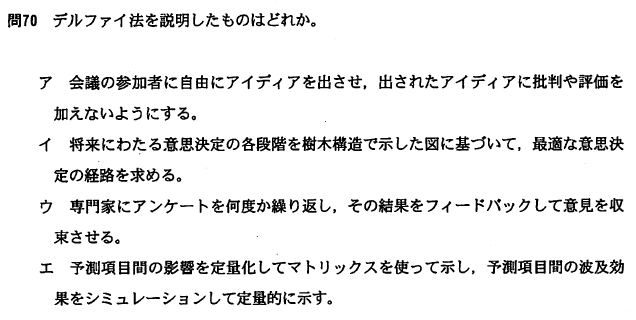 問70　デルファイ法を説明したものはどれか。
ア　会議の参加者に自由にアイディアを出させ，出されたアイディアに批判や評価を
加えないようにする。
イ　将来にわたる意思決定の各段階を樹木構造で示した図に基づいて，最適な意思決
定の経路を求める。
ウ　専門家にアンケートを何度か繰り返し，その結果をフィードバックして意見を収
束させる。
エ　予測項目間の影響を定量化してマトリックスを使って示し，予測項目間の波及効
果をシミュレーションして定量的に示す。